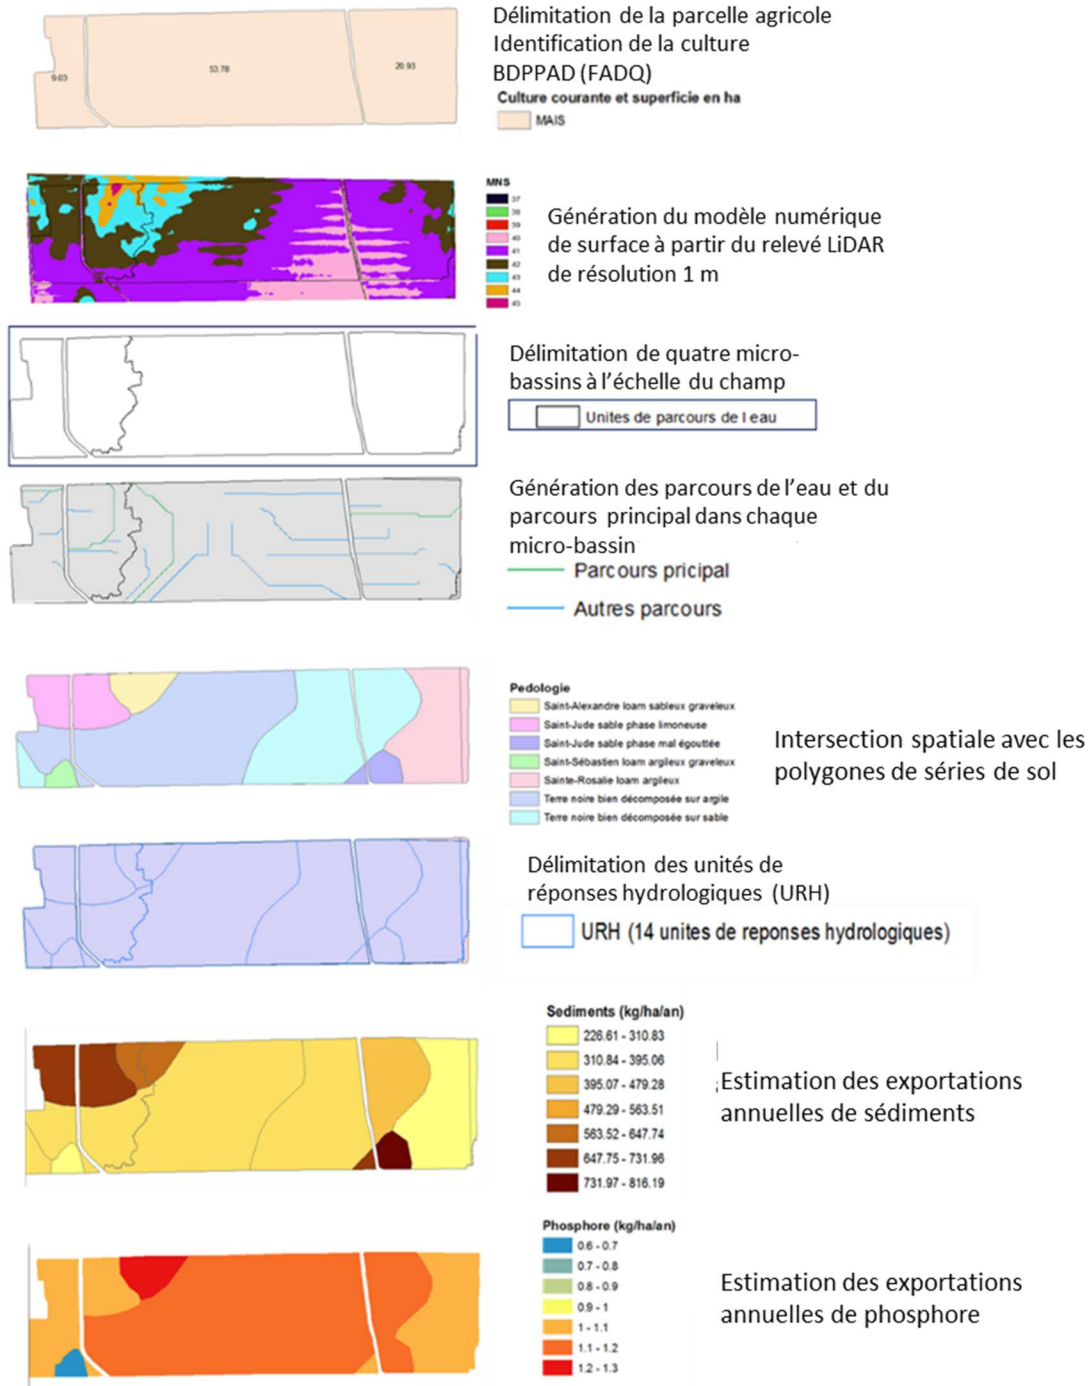 Délimitation de la parcelle agricole
Identification de la culture
BDPPAD (FADQ)
Culture courante et superficie en ha
MAIS
9.03
53.78
20.93
MNS
37
38
39
40
41
42
43
44
45
Génération du modèle numérique
de surface à partir du relevé LiDAR
de résolution 1 m
Délimitation de quatre micro-
bassins à l’échelle du champ
Unites de parcours de l eau
Génération des parcours de l’eau et du
parcours principal dans chaque
micro-bassin
Parcours pricipal
Autres parcours
Pedologie
Saint-Alexandre loam sableux graveleux
Saint-Jude sable phase limoneuse
Saint-Jude sable phase mal égouttée
Saint-Sébastien loam argileux graveleux
Sainte-Rosalie loam argileux
Terre noire bien décomposée sur argile
Terre noire bien décomposée sur sable
Intersection spatiale avec les
polygones de séries de sol
Délimitation des unités de
réponses hydrologiques (URH)
URH (14 unites de reponses hydrologiques)
Sediments (kg/ha/an)
226.61 - 310.83
310.84 - 395.06
395.07 - 479.28
479.29 - 563.51
563.52 - 647.74
647.75 - 731.96
731.97 - 816.19
Estimation des exportations
annuelles de sédiments
Phosphore (kg/ha/an)
0.6 - 0.7
0.7 - 0.8
0.8 - 0.9
0.9 - 1
1 - 1.1
1.1 - 1.2
1.2 - 1.3
Estimation des exportations
annuelles de phosphore